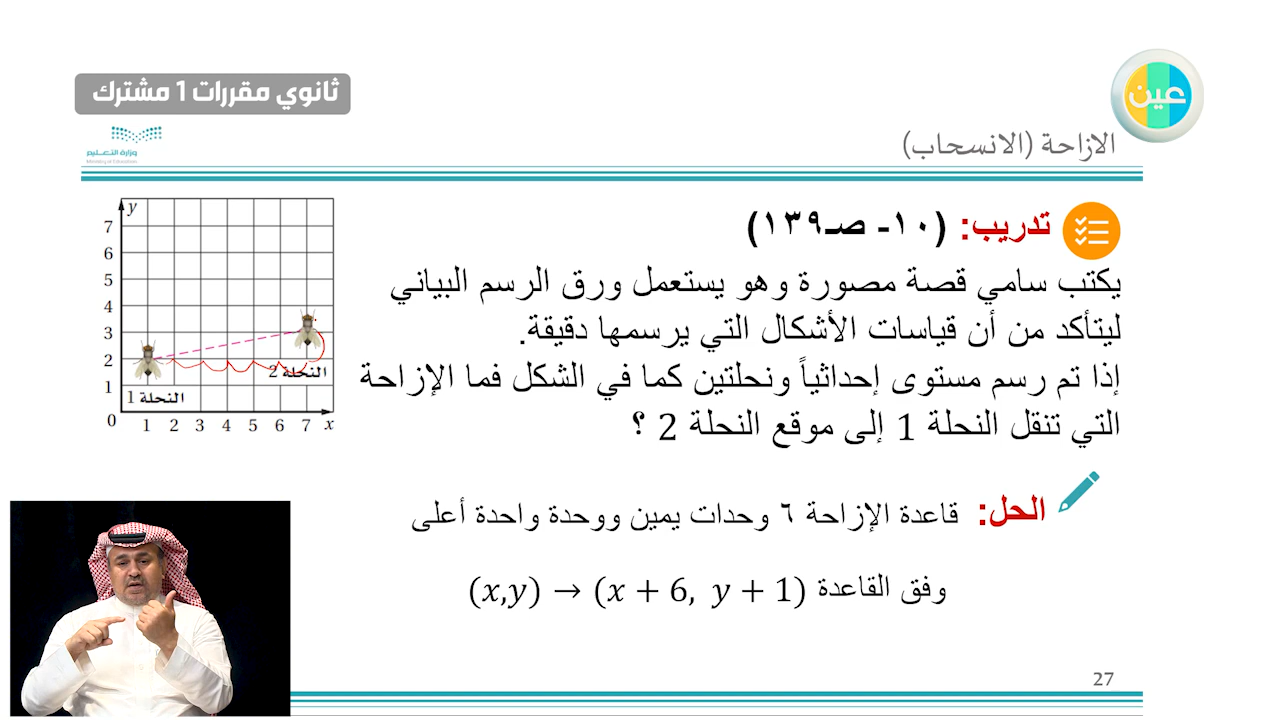 ثانوي مقررات 1 مشترك
عين
وزارة التعليم
Ministry of Education
الازاحة (الانسحاب)
تدريب: (١٠- صـ١٣٩)
يكتب سامي قصة مصورة وهو يستعمل ورق الرسم البياني
ليتأكد من أن قياسات الأشكال التي يرسمها دقيقة.
إذا تم رسم مستوى إحداثياً ونحلتين كما في الشكل فما الإزاحة
التي تنقل النحلة 1 إلى موقع النحلة 2 ؟
y
7
6
5
4
3
2
1
0
النحلة 2
النحلة 1
1 2 3 4 5 6 7 x
الحل: قاعدة الإزاحة ٦ وحدات يمين ووحدة واحدة أعلى
وفق القاعدة (x,y) → (x + 6, y + 1)
27